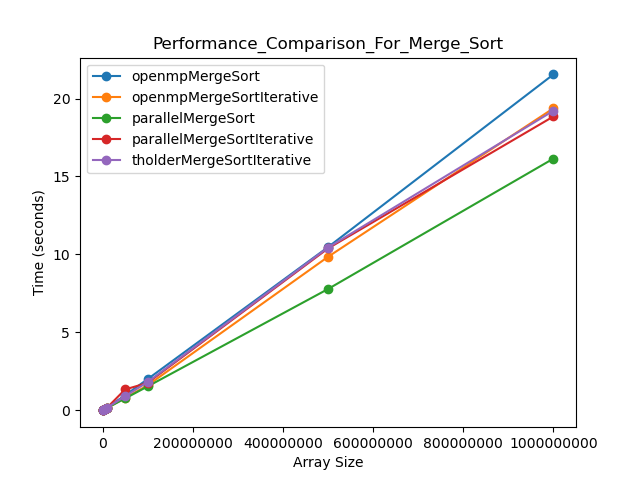 Performance_Comparison_For_Merge_Sort
openmpMergeSort
openmpMergeSortIterative
parallelMergeSort
parallelMergeSortIterative
tholderMergeSortIterative
20
15
10
5
0
Time (seconds)
0 200000000 400000000 600000000 800000000 1000000000
Array Size